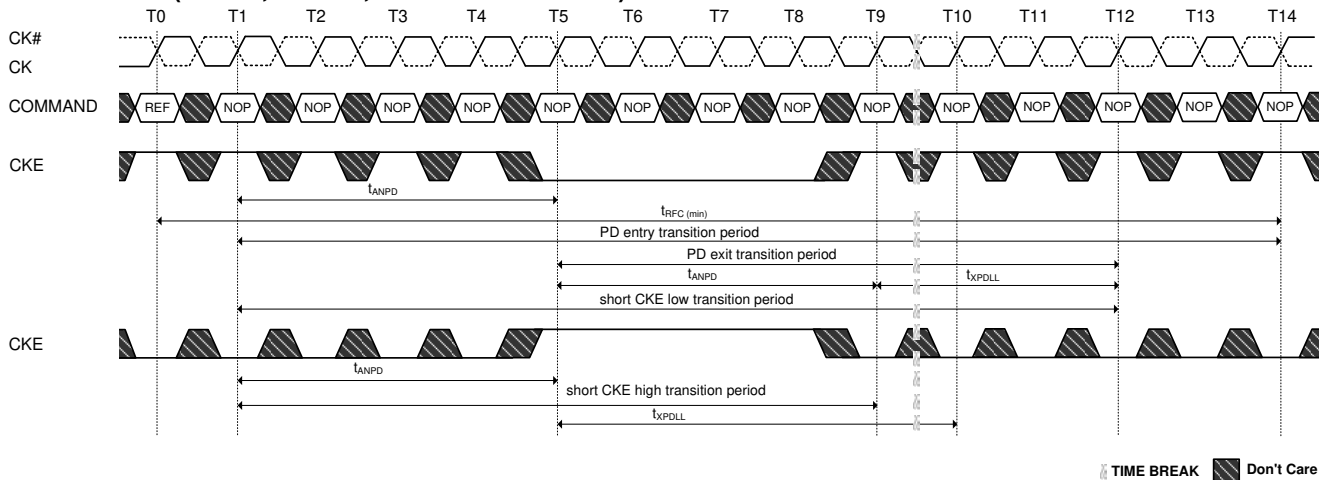 T0 T1 T2 T3 T4 T5 T6 T7 T8 T9 T10 T11 T12 T13 T14
CK#
CK
COMMAND REF NOP NOP NOP NOP NOP NOP NOP NOP NOP NOP NOP NOP NOP NOP
CKE
tANPD
tRFC (min)
PD entry transition period
PD exit transition period
tANPD tXPDLL
short CKE low transition period
CKE
tANPD
short CKE high transition period
tXPDLL
TIME BREAK Don't Care